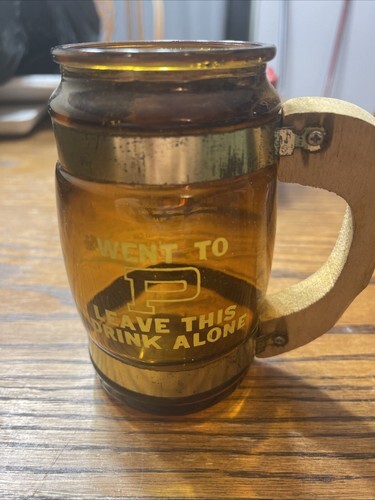 WENT TO
P
LEAVE THIS
DRINK ALONE